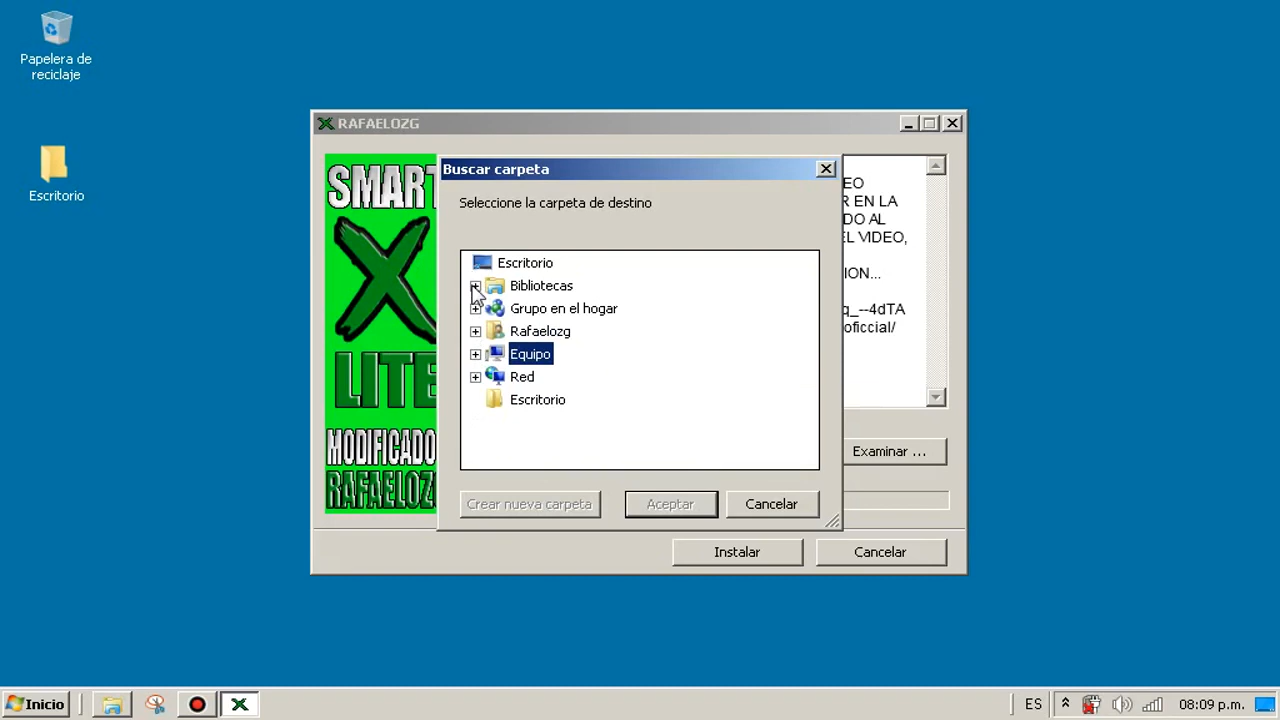 Papelera de
reciclaje
Escritorio
RAFAELOZG
SMART
X
LITE
MODIFICADO
RAFAELOZG
Buscar carpeta
Seleccione la carpeta de destino
Escritorio
Bibliotecas
Grupo en el hogar
Rafaelozg
Equipo
Red
Escritorio
Crear nueva carpeta
Aceptar
Cancelar
EO
R EN LA
DO AL
EL VIDEO,
ION...
q_--4dTA
oficcial/
Examinar ...
Instalar
Cancelar
Inicio
ES
08:09 p.m.